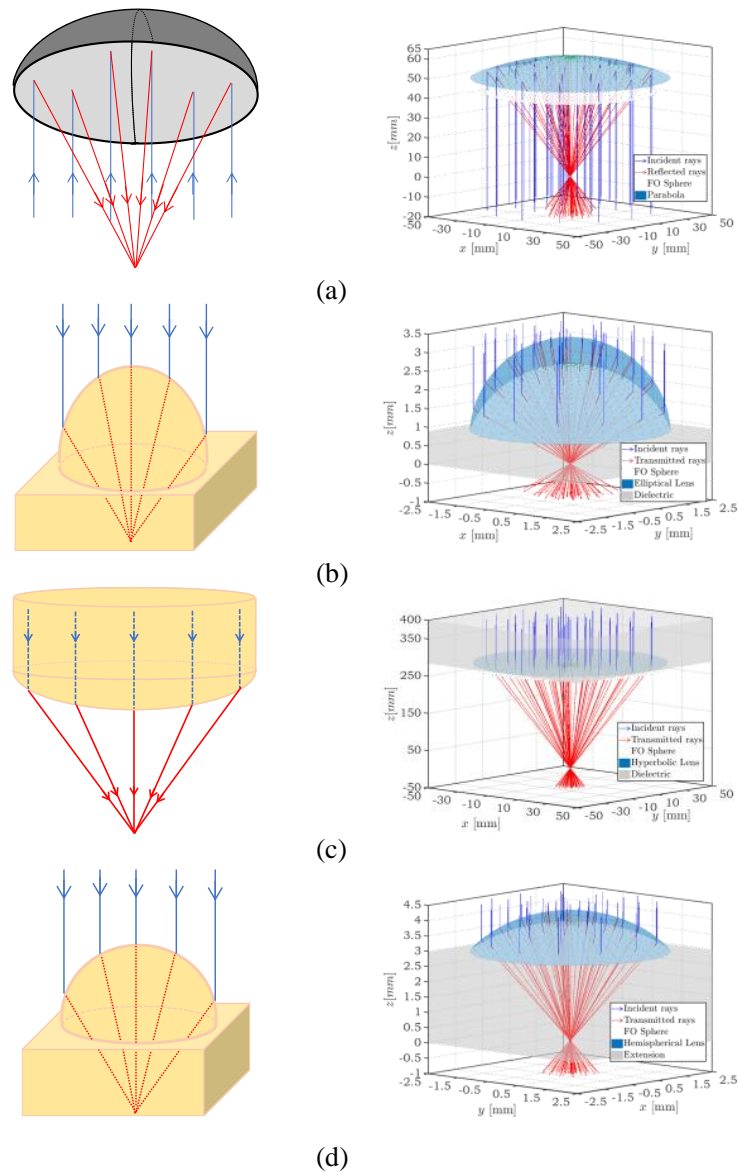 65
60
50
40
30
20
10
0
-10
-20
z[mm]
-50
-30
-10
10
30
50
x [mm]
-50
-30
-10
10
30
50
y [mm]
Incident rays
Reflected rays
FO Sphere
Parabola
(a)
3.5
3
2.5
2
1.5
1
0.5
0
-0.5
-1
z[mm]
-1.5
-0.5
0.5
1.5
2.5
x [mm]
-2.5
-1.5
-0.5
0.5
1.5
2.5
y [mm]
Incident rays
Transmitted rays
FO Sphere
Elliptical Lens
Dielectric
(b)
400
350
250
150
50
-50
z[mm]
-50
-30
-10
10
30
50
x [mm]
-50
-30
-10
10
30
50
y [mm]
Incident rays
Transmitted rays
FO Sphere
Hyperbolic Lens
Dielectric
(c)
4.5
4
3.5
3
2.5
2
1.5
1
0.5
0
-0.5
-1
z[mm]
-2.5
-1.5
-0.5
0.5
1.5
2.5
y [mm]
-2.5
-1.5
-0.5
0.5
1.5
2.5
x [mm]
Incident rays
Transmitted rays
FO Sphere
Hemispherical Lens
Extension
(d)